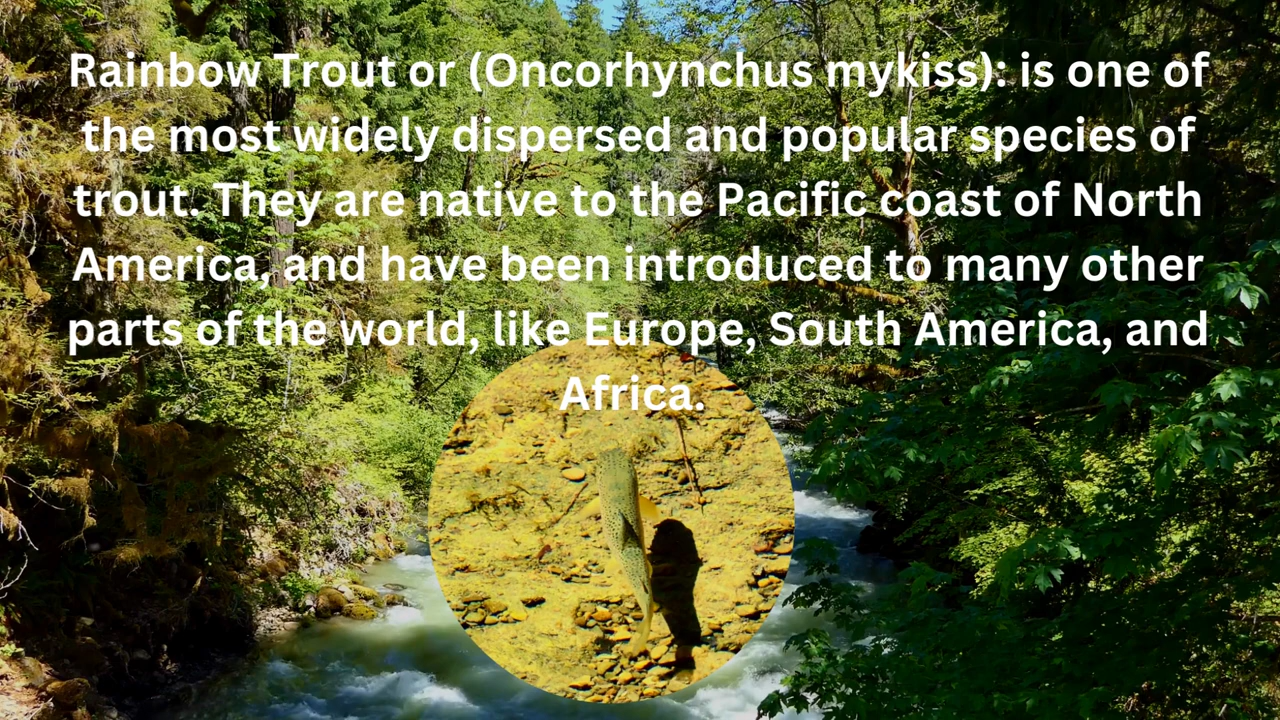 Rainbow Trout or (Oncorhynchus mykiss): is one of
the most widely dispersed and popular species of
trout. They are native to the Pacific coast of North
America, and have been introduced to many other
parts of the world, like Europe, South America, and
Africa.